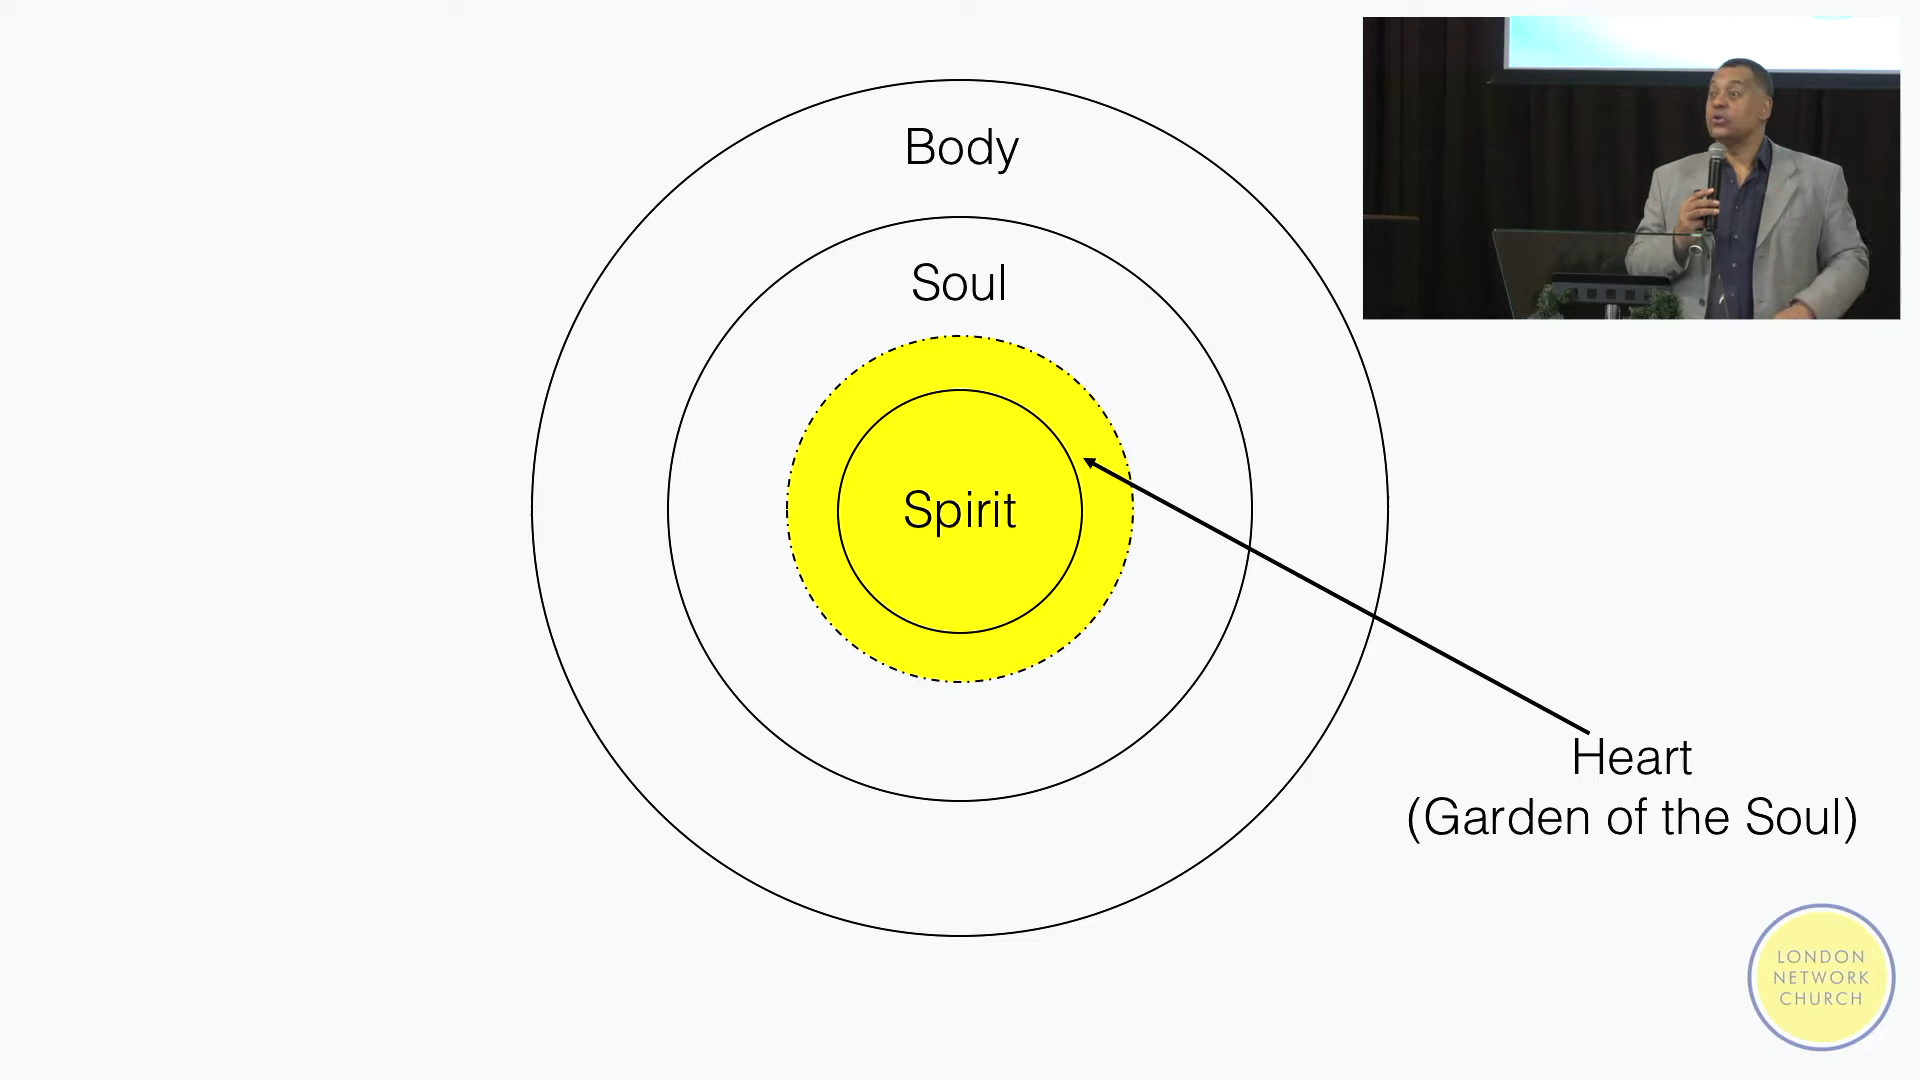 Body
Soul
Spirit
Heart
(Garden of the Soul)
LONDON
NETWORK
CHURCH